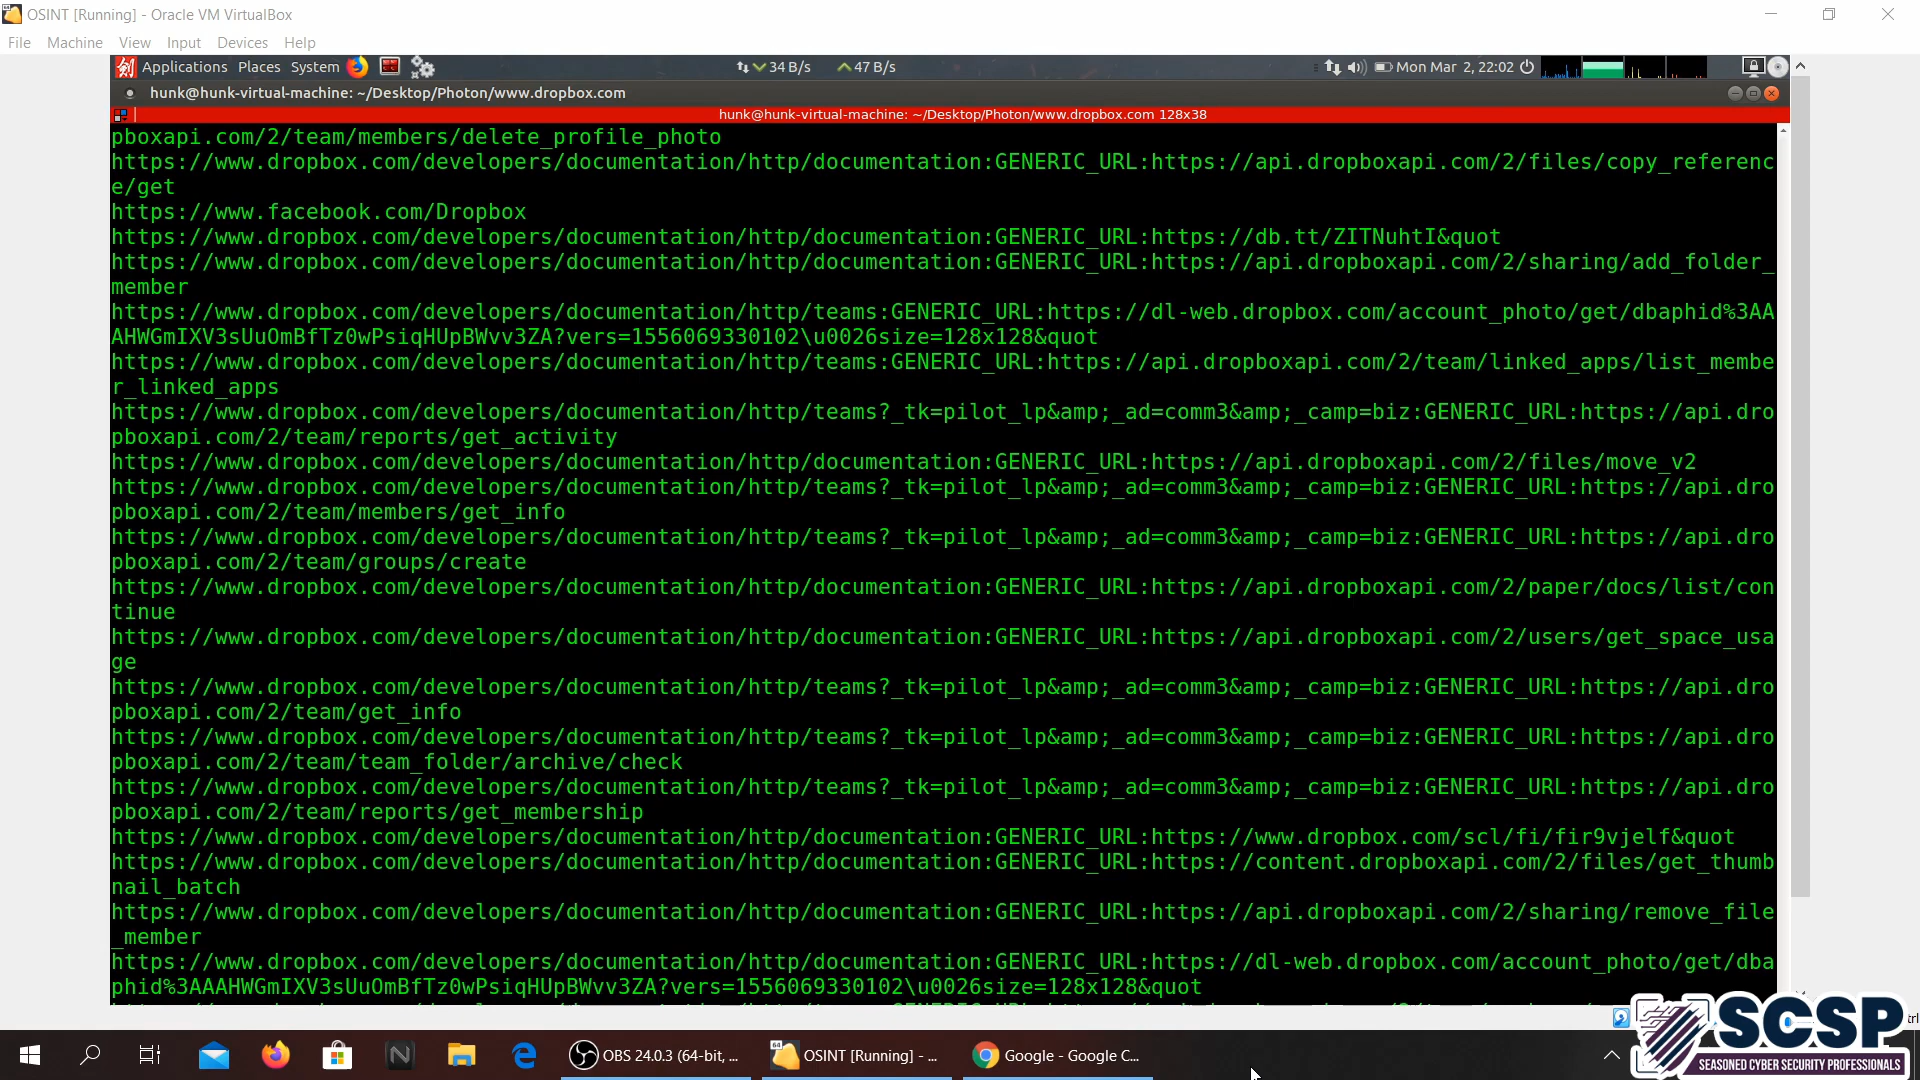 OSINT [Running] - Oracle VM VirtualBox
File Machine View Input Devices Help
Applications Places System 34 B/s 47 B/s Mon Mar 2, 22:02
hunk@hunk-virtual-machine: ~/Desktop/Photon/www.dropbox.com
hunk@hunk-virtual-machine: ~/Desktop/Photon/www.dropbox.com 128x38
pboxapi.com/2/team/members/delete_profile_photo
https://www.dropbox.com/developers/documentation/http/documentation:GENERIC_URL:https://api.dropboxapi.com/2/files/copy_referenc
e/get
https://www.facebook.com/Dropbox
https://www.dropbox.com/developers/documentation/http/documentation:GENERIC_URL:https://db.tt/ZITNuhtI&quot
https://www.dropbox.com/developers/documentation/http/documentation:GENERIC_URL:https://api.dropboxapi.com/2/sharing/add_folder_
member
https://www.dropbox.com/developers/documentation/http/teams:GENERIC_URL:https://dl-web.dropbox.com/account_photo/get/dbaphid%3AA
AHWGmIXV3sUuOmBfTz0wPsiqHUpBWvv3ZA?vers=1556069330102\u0026size=128x128&quot
https://www.dropbox.com/developers/documentation/http/teams:GENERIC_URL:https://api.dropboxapi.com/2/team/linked_apps/list_membe
r_linked_apps
https://www.dropbox.com/developers/documentation/http/teams?_tk=pilot_lp&amp;_ad=comm3&amp;_camp=biz:GENERIC_URL:https://api.dro
pboxapi.com/2/team/reports/get_activity
https://www.dropbox.com/developers/documentation/http/documentation:GENERIC_URL:https://api.dropboxapi.com/2/files/move_v2
https://www.dropbox.com/developers/documentation/http/teams?_tk=pilot_lp&amp;_ad=comm3&amp;_camp=biz:GENERIC_URL:https://api.dro
pboxapi.com/2/team/members/get_info
https://www.dropbox.com/developers/documentation/http/teams?_tk=pilot_lp&amp;_ad=comm3&amp;_camp=biz:GENERIC_URL:https://api.dro
pboxapi.com/2/team/groups/create
https://www.dropbox.com/developers/documentation/http/documentation:GENERIC_URL:https://api.dropboxapi.com/2/paper/docs/list/con
tinue
https://www.dropbox.com/developers/documentation/http/documentation:GENERIC_URL:https://api.dropboxapi.com/2/users/get_space_usa
ge
https://www.dropbox.com/developers/documentation/http/teams?_tk=pilot_lp&amp;_ad=comm3&amp;_camp=biz:GENERIC_URL:https://api.dro
pboxapi.com/2/team/get_info
https://www.dropbox.com/developers/documentation/http/teams?_tk=pilot_lp&amp;_ad=comm3&amp;_camp=biz:GENERIC_URL:https://api.dro
pboxapi.com/2/team/team_folder/archive/check
https://www.dropbox.com/developers/documentation/http/teams?_tk=pilot_lp&amp;_ad=comm3&amp;_camp=biz:GENERIC_URL:https://api.dro
pboxapi.com/2/team/reports/get_membership
https://www.dropbox.com/developers/documentation/http/documentation:GENERIC_URL:https://www.dropbox.com/scl/fi/fir9vjelf&quot
https://www.dropbox.com/developers/documentation/http/documentation:GENERIC_URL:https://content.dropboxapi.com/2/files/get_thumb
nail_batch
https://www.dropbox.com/developers/documentation/http/documentation:GENERIC_URL:https://api.dropboxapi.com/2/sharing/remove_file
_member
https://www.dropbox.com/developers/documentation/http/documentation:GENERIC_URL:https://dl-web.dropbox.com/account_photo/get/dba
phid%3AAAHWGmIXV3sUuOmBfTz0wPsiqHUpBWvv3ZA?vers=1556069330102\u0026size=128x128&quot
SCSP
SEASONED CYBER SECURITY PROFESSIONALS
OBS 24.0.3 (64-bit, ... OSINT [Running] - ... Google - Google C...